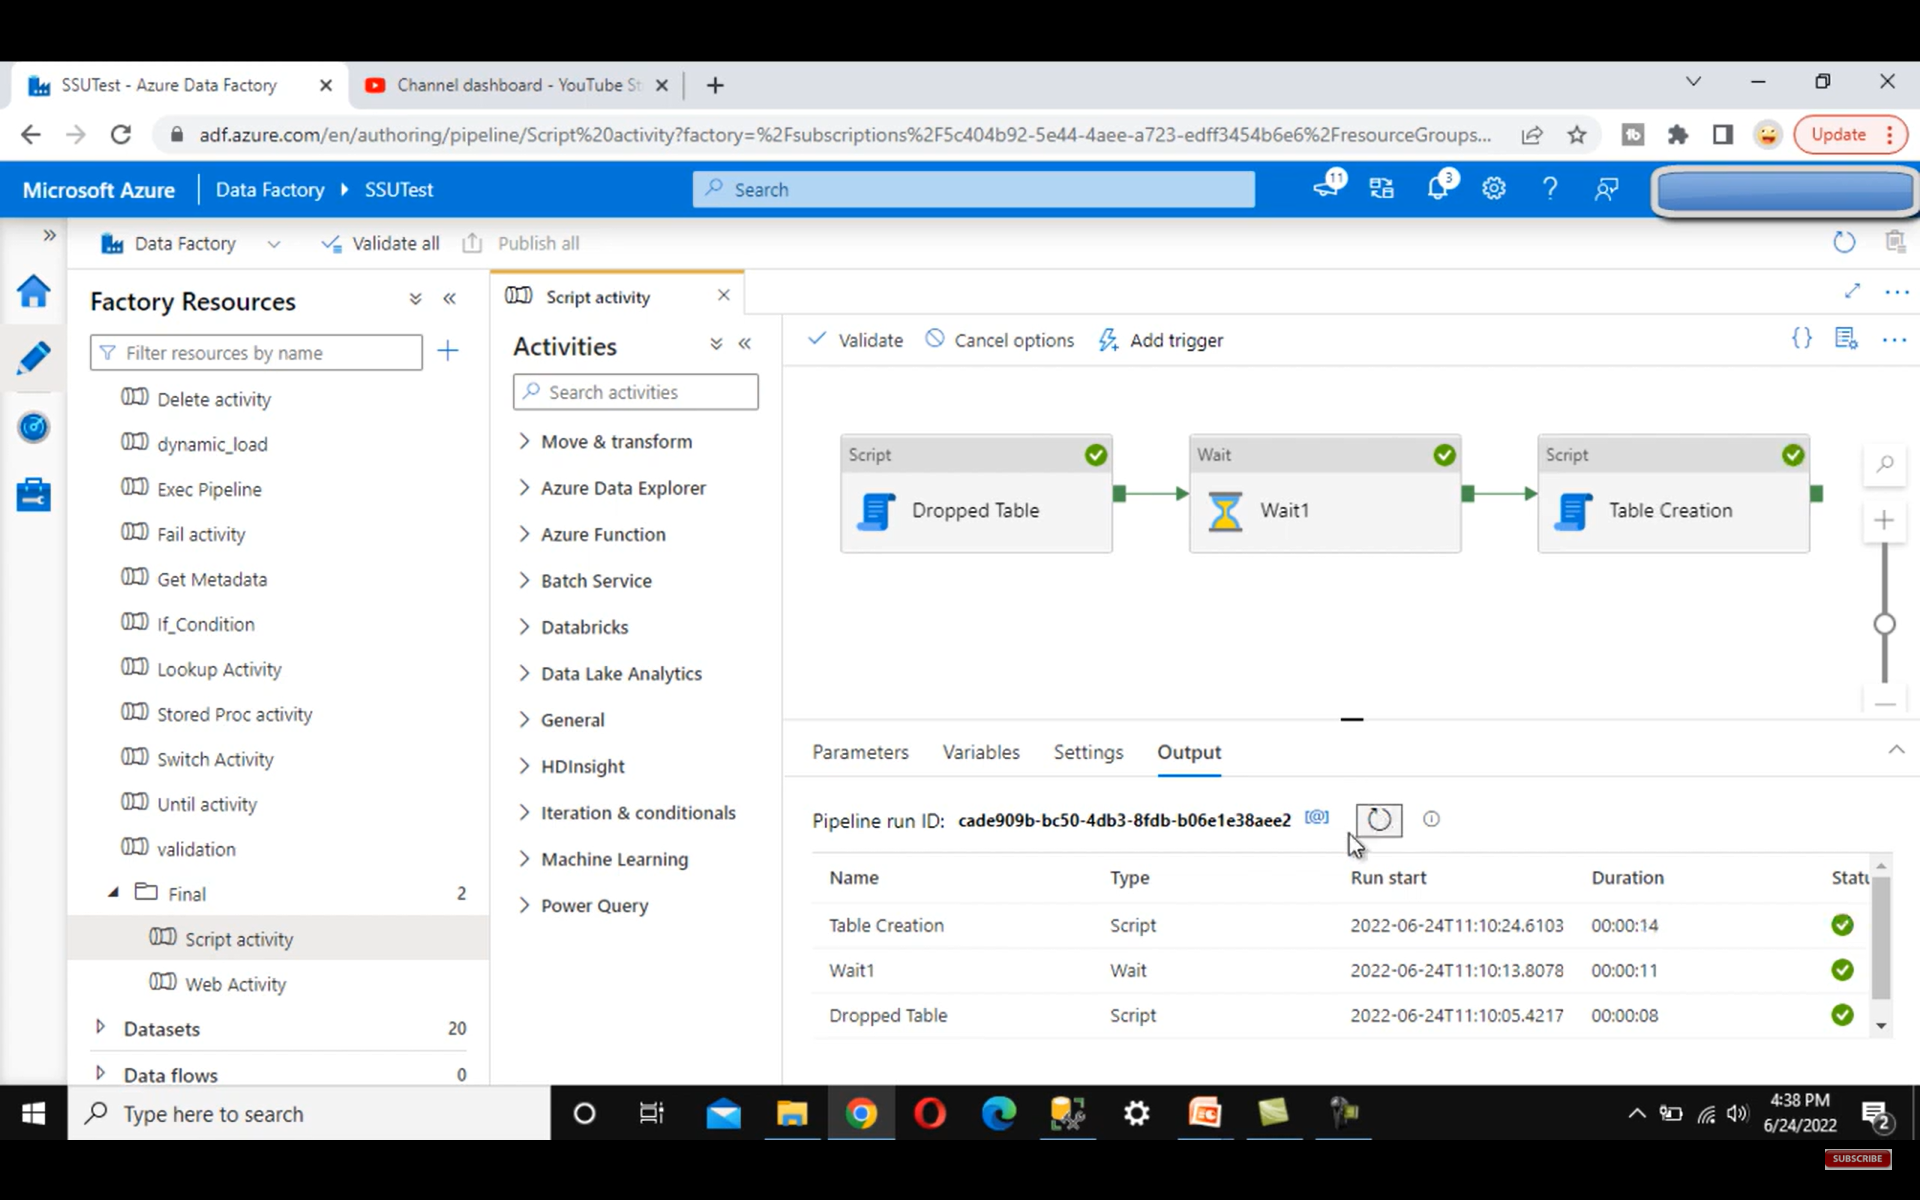 SSUTest - Azure Data Factory
Channel dashboard - YouTube St
adf.azure.com/en/authoring/pipeline/Script%20activity?factory=%2Fsubscriptions%2F5c404b92-5e44-4aee-a723-edff3454b6e6%2FresourceGroups...
Update
Microsoft Azure
Data Factory
SSUTest
Search
11
3
Data Factory
Validate all
Publish all
Factory Resources
Filter resources by name
Delete activity
dynamic_load
Exec Pipeline
Fail activity
Get Metadata
If_Condition
Lookup Activity
Stored Proc activity
Switch Activity
Until activity
validation
Final 2
Script activity
Web Activity
Datasets 20
Data flows 0
Script activity
Activities
Search activities
Move & transform
Azure Data Explorer
Azure Function
Batch Service
Databricks
Data Lake Analytics
General
HDInsight
Iteration & conditionals
Machine Learning
Power Query
Validate
Cancel options
Add trigger
Script
Dropped Table
Wait
Wait1
Script
Table Creation
Parameters Variables Settings Output
Pipeline run ID: cade909b-bc50-4db3-8fdb-b06e1e38aee2
Name Type Run start Duration Statu
Table Creation Script 2022-06-24T11:10:24.6103 00:00:14
Wait1 Wait 2022-06-24T11:10:13.8078 00:00:11
Dropped Table Script 2022-06-24T11:10:05.4217 00:00:08
Type here to search
4:38 PM
6/24/2022
2
SUBSCRIBE